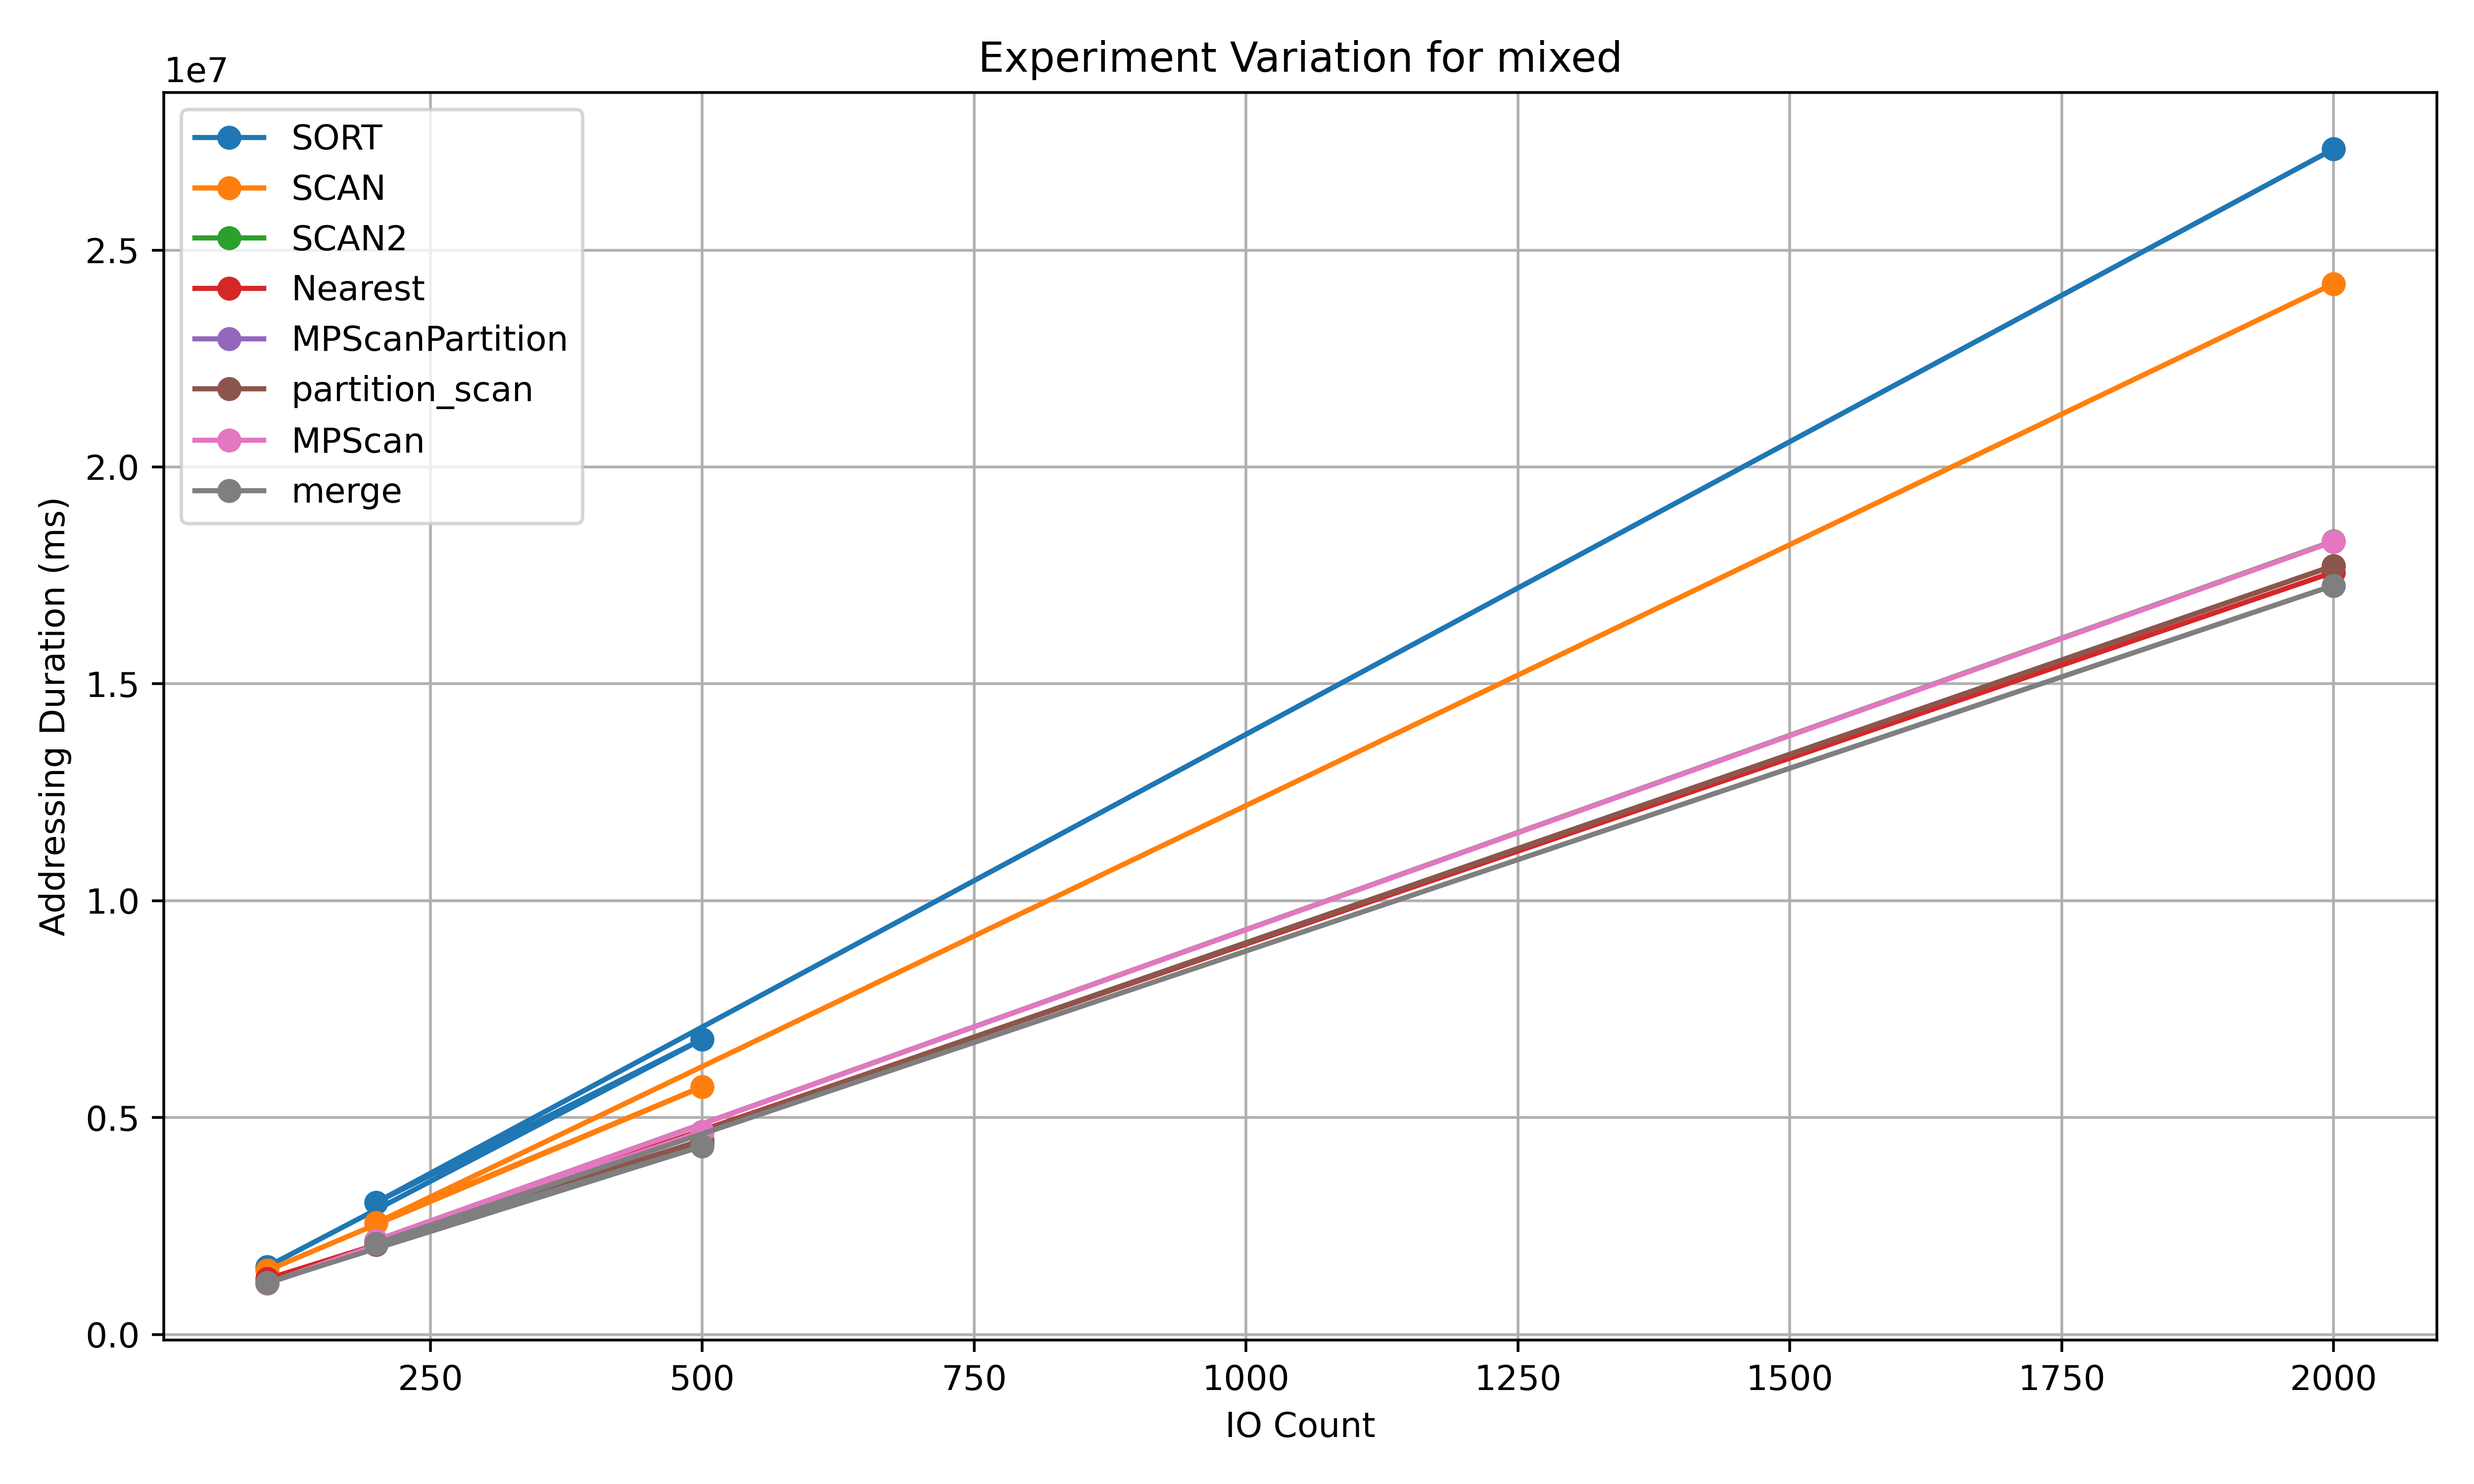 Experiment Variation for mixed
1e7
SORT
SCAN
SCAN2
Nearest
MPScanPartition
partition_scan
MPScan
merge
2.5
2.0
1.5
1.0
0.5
0.0
Addressing Duration (ms)
250 500 750 1000 1250 1500 1750 2000
IO Count